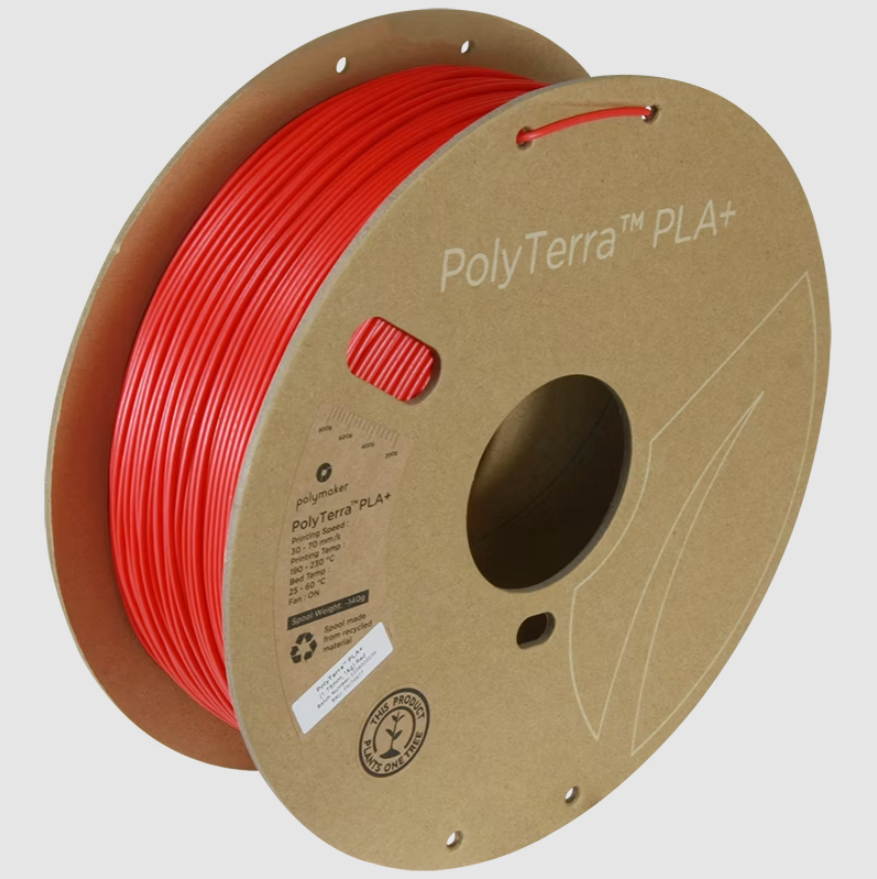 PolyTerra™ PLA+
800g 600g 400g 200g
polymaker
PolyTerra™ PLA+
Printing Speed :
30 - 70 mm/s
Printing Temp :
190 - 230 °C
Bed Temp :
25 - 60 °C
Fan : ON
Spool Weight: ~140g
Spool made
from recycled
material
PolyTerra™ PLA+
THIS PRODUCT
PLANTS ONE TREE